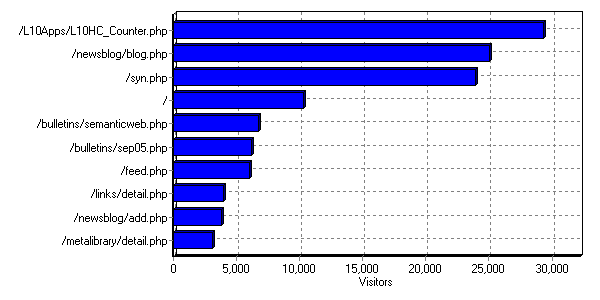 /L10Apps/L10HC_Counter.php
/newsblog/blog.php
/syn.php
/
/bulletins/semanticweb.php
/bulletins/sep05.php
/feed.php
/links/detail.php
/newsblog/add.php
/metalibrary/detail.php
0 5,000 10,000 15,000 20,000 25,000 30,000
Visitors